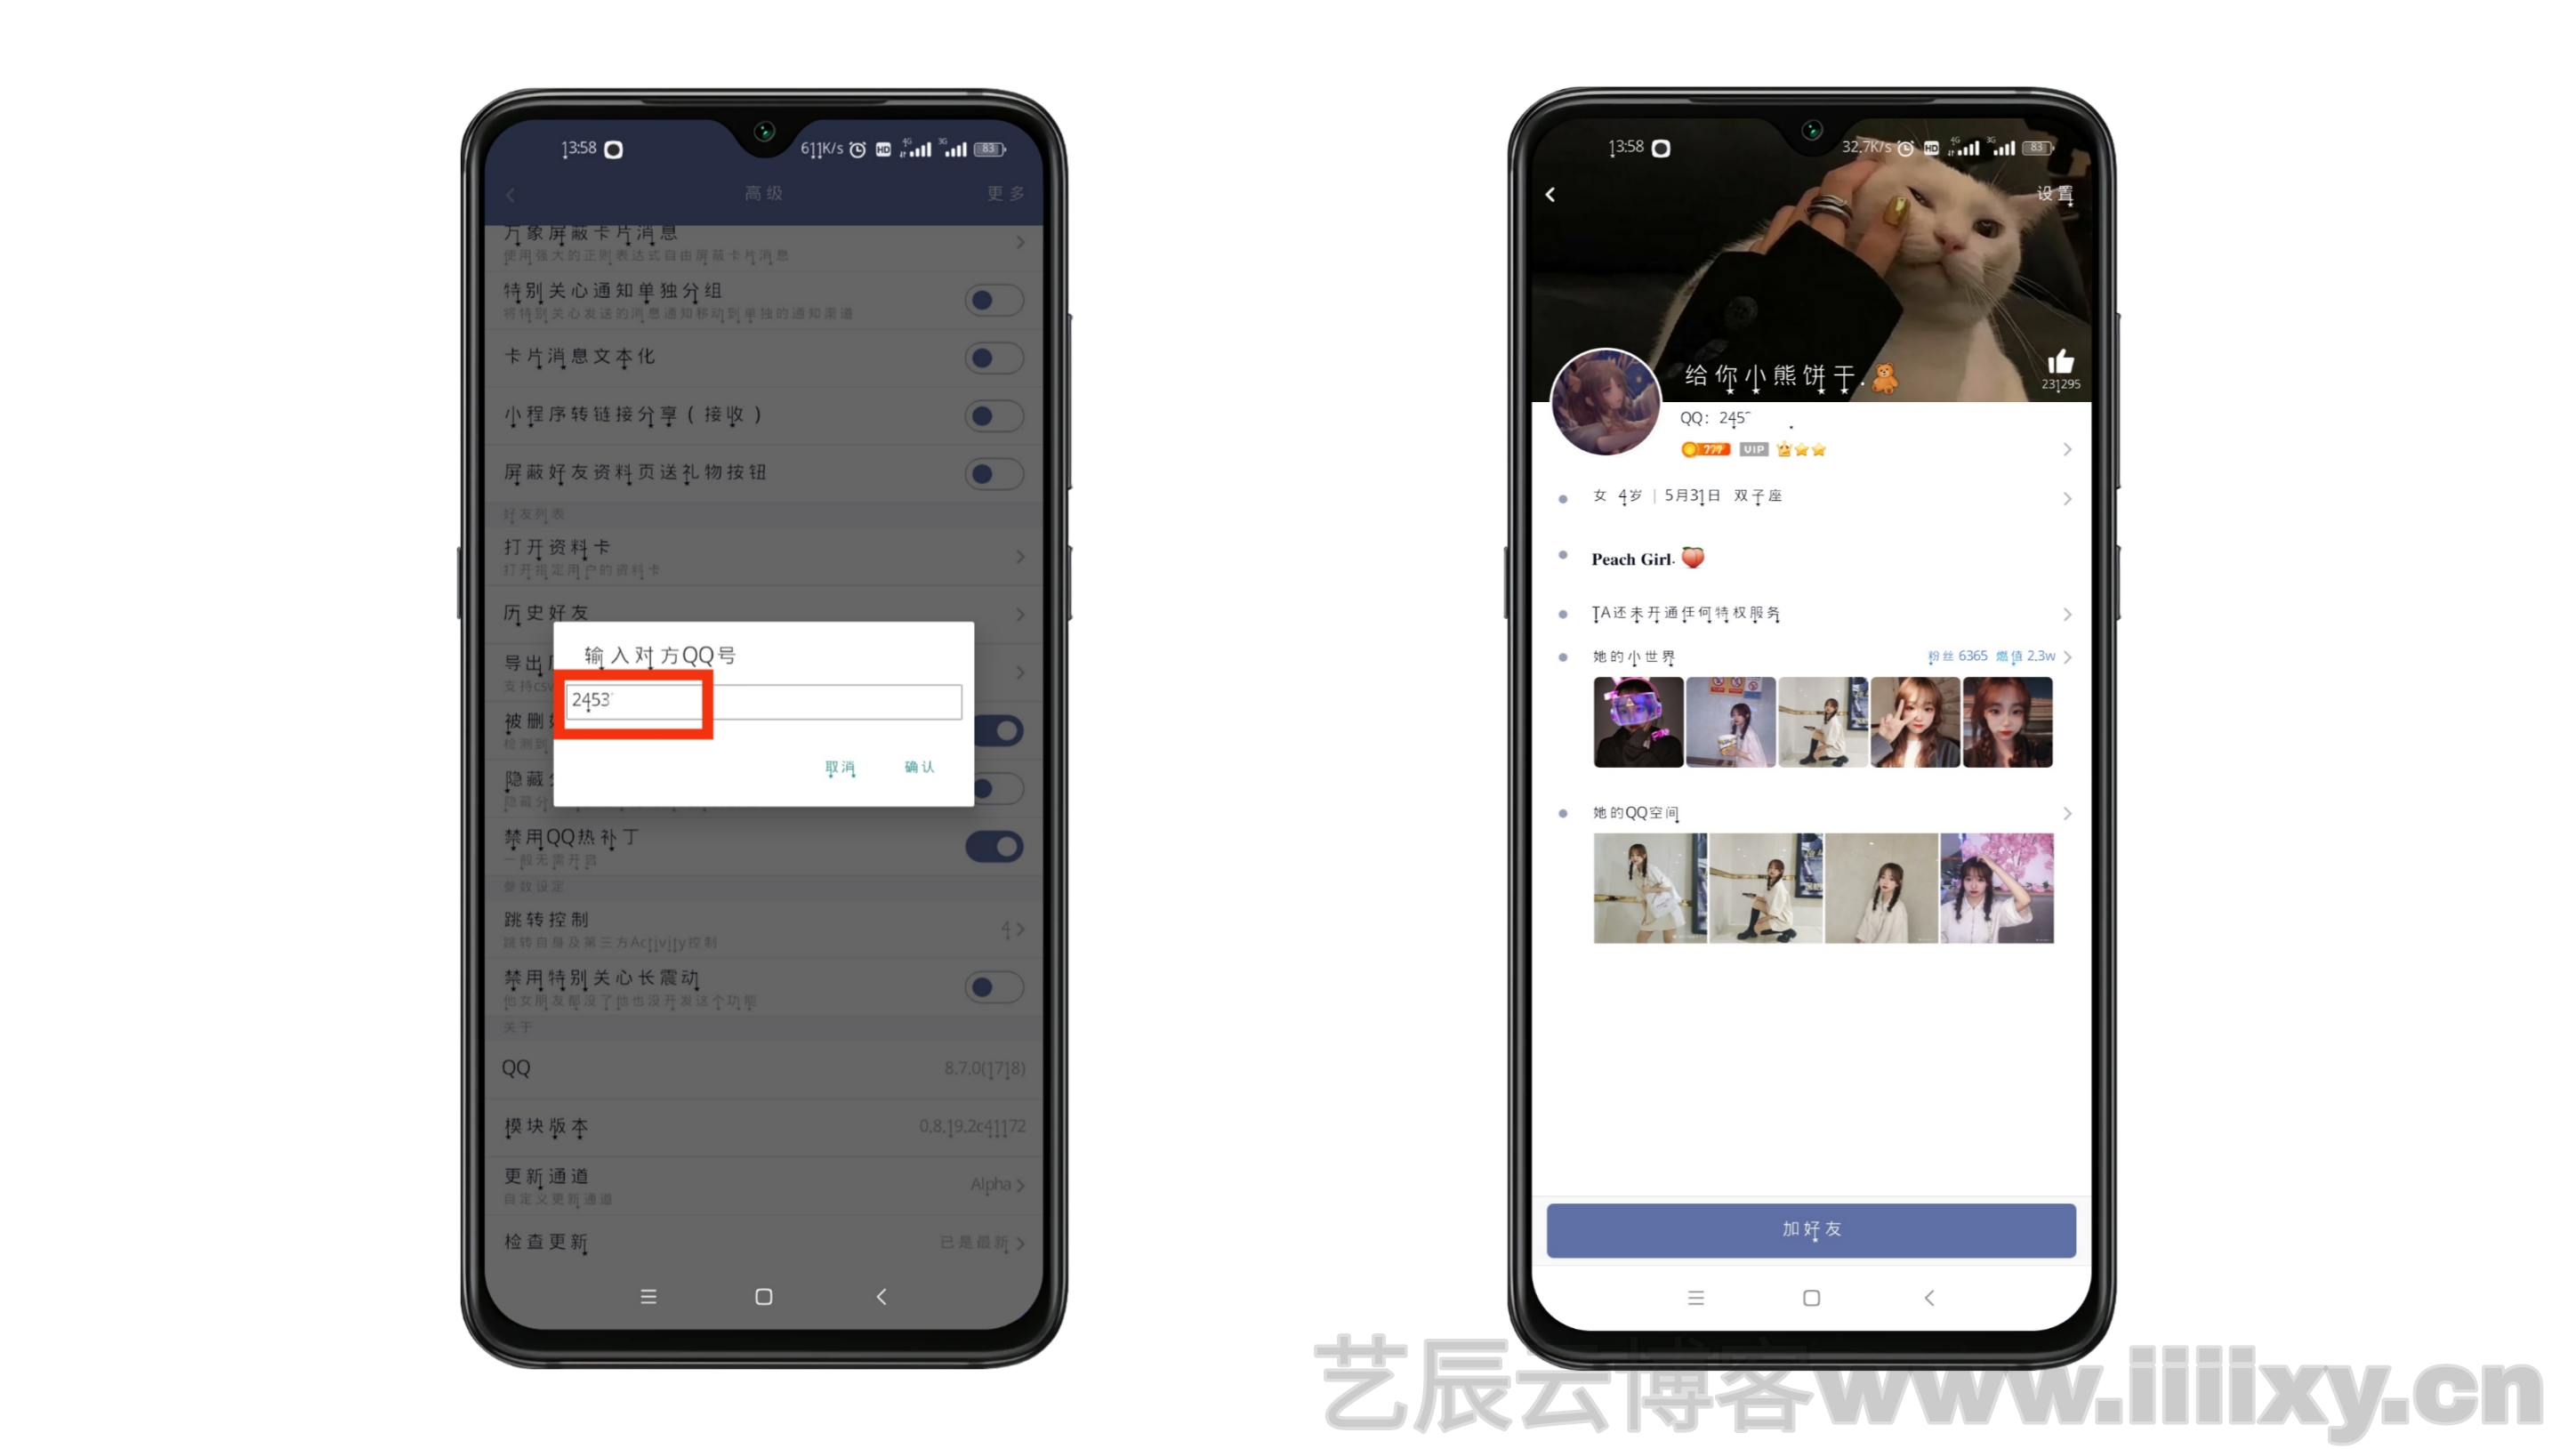 13:58
611K/s HD 4G 3G 83
高级
更多
万象屏蔽卡片消息
使用强大的正则表达式自由屏蔽卡片消息
特别关心通知单独分组
将特别关心发送的消息通知移动到单独的通知渠道
卡片消息文本化
小程序转链接分享(接收)
屏蔽好友资料页送礼物按钮
好友列表
打开资料卡
打开指定用户的资料卡
历史好友
导出
支持csv
被删
检测到
隐藏
隐藏分
输入对方QQ号
2453
取消
确认
禁用QQ热补丁
一般无需开启
参数设定
跳转控制
4
跳转自身及第三方Activity控制
禁用特别关心长震动
他女朋友都没了他也没开发这个功能
关于
QQ
8.7.0(1718)
模块版本
0.8.19.2c41172
更新通道
Alpha
自定义更新通道
检查更新
已是最新
13:58
32.7K/s HD 4G 3G 83
设置
给你小熊饼干.
231295
QQ: 245
VIP
女 4岁 | 5月31日 双子座
Peach Girl.
TA还未开通任何特权服务
她的小世界
粉丝 6365 燃值 2.3w
她的QQ空间
加好友
艺辰云博客www.iiiixy.cn